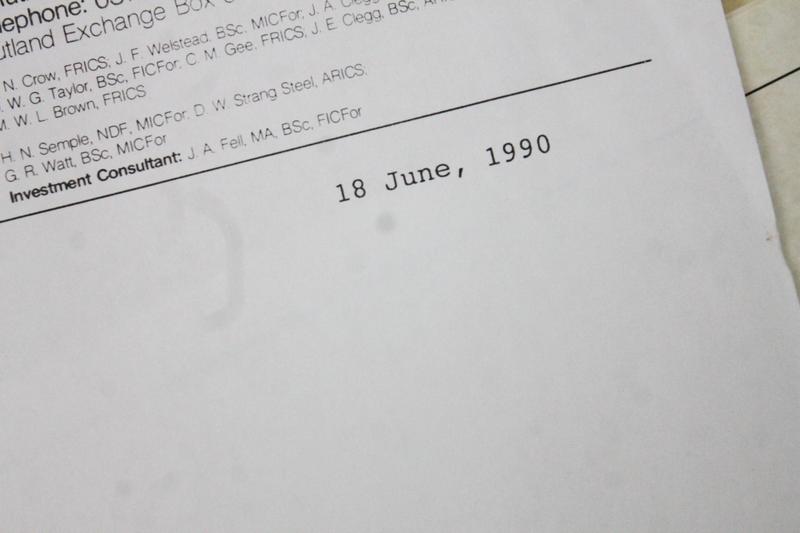 utland Exchange Box
N. Crow, FRICS; J. F. Welstead, BSc, MICFor; J. A. Clegg
W. G. Taylor, BSc, FICFor. C. M. Gee, FRICS, J. E. Clegg, BSc,
M. W. L. Brown, FRICS
H. N. Semple, NDF, MICFor. D. W. Strang Steel, ARICS;
G. R. Watt, BSc, MICFor
Investment Consultant: J. A. Fell, MA, BSc, FICFor
18 June, 1990